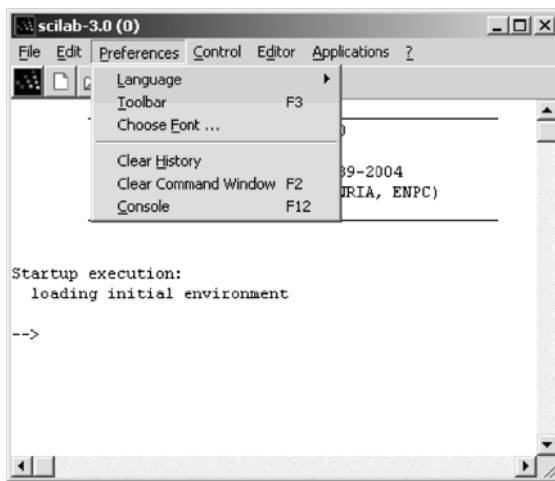 scilab-3.0 (0)
File Edit Preferences Control Editor Applications ?
Language
Toolbar F3
Choose Font ...
Clear History
Clear Command Window F2
Console F12
39-2004
RIA, ENPC)
Startup execution:
loading initial environment
-->